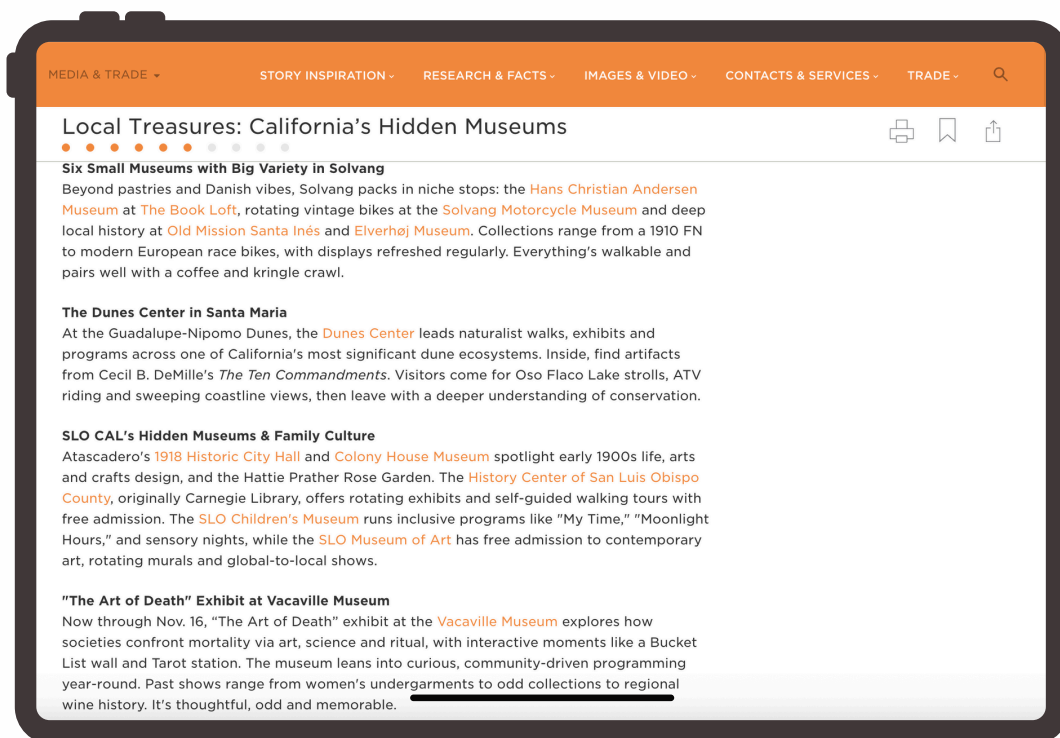 MEDIA & TRADE
STORY INSPIRATION
RESEARCH & FACTS
IMAGES & VIDEO
CONTACTS & SERVICES
TRADE
Local Treasures: California’s Hidden Museums
Six Small Museums with Big Variety in Solvang
Beyond pastries and Danish vibes, Solvang packs in niche stops: the Hans Christian Andersen
Museum at The Book Loft, rotating vintage bikes at the Solvang Motorcycle Museum and deep
local history at Old Mission Santa Inés and Elverhøj Museum. Collections range from a 1910 FN
to modern European race bikes, with displays refreshed regularly. Everything's walkable and
pairs well with a coffee and kringle crawl.
The Dunes Center in Santa Maria
At the Guadalupe-Nipomo Dunes, the Dunes Center leads naturalist walks, exhibits and
programs across one of California's most significant dune ecosystems. Inside, find artifacts
from Cecil B. DeMille's The Ten Commandments. Visitors come for Oso Flaco Lake strolls, ATV
riding and sweeping coastline views, then leave with a deeper understanding of conservation.
SLO CAL's Hidden Museums & Family Culture
Atascadero's 1918 Historic City Hall and Colony House Museum spotlight early 1900s life, arts
and crafts design, and the Hattie Prather Rose Garden. The History Center of San Luis Obispo
County, originally Carnegie Library, offers rotating exhibits and self-guided walking tours with
free admission. The SLO Children's Museum runs inclusive programs like "My Time," "Moonlight
Hours," and sensory nights, while the SLO Museum of Art has free admission to contemporary
art, rotating murals and global-to-local shows.
"The Art of Death" Exhibit at Vacaville Museum
Now through Nov. 16, “The Art of Death” exhibit at the Vacaville Museum explores how
societies confront mortality via art, science and ritual, with interactive moments like a Bucket
List wall and Tarot station. The museum leans into curious, community-driven programming
year-round. Past shows range from women's undergarments to odd collections to regional
wine history. It's thoughtful, odd and memorable.